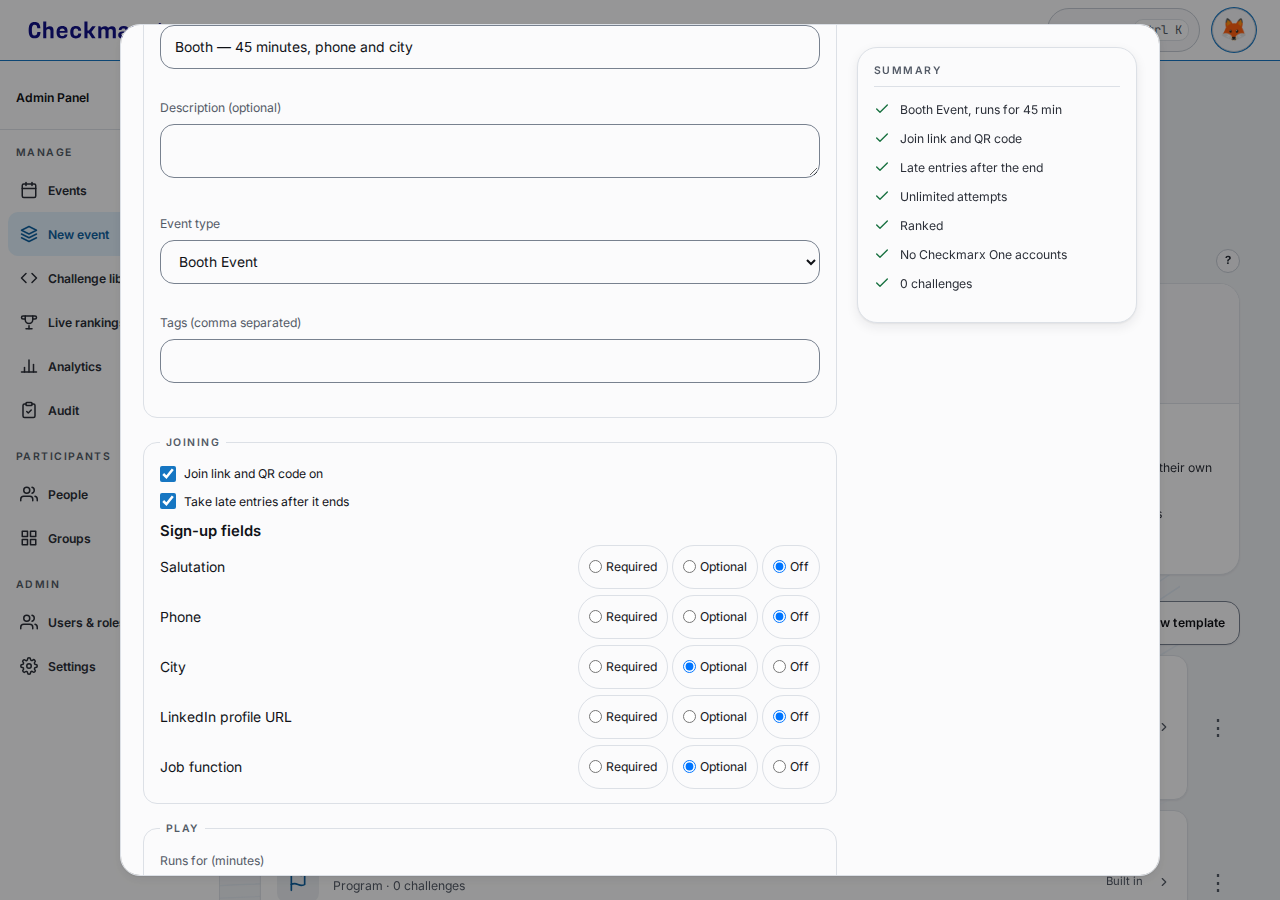 Checkma
rl K
Admin Panel
MANAGE
Events
New event
Challenge lib
Live ranking
Analytics
Audit
PARTICIPANTS
People
Groups
ADMIN
Users & role
Settings
Booth — 45 minutes, phone and city
Description (optional)
Event type
Booth Event
Tags (comma separated)
JOINING
Join link and QR code on
Take late entries after it ends
Sign-up fields
Salutation Required Optional Off
Phone Required Optional Off
City Required Optional Off
LinkedIn profile URL Required Optional Off
Job function Required Optional Off
PLAY
Runs for (minutes)
SUMMARY
Booth Event, runs for 45 min
Join link and QR code
Late entries after the end
Unlimited attempts
Ranked
No Checkmarx One accounts
0 challenges
?
their own
s
w template
Program · 0 challenges
Built in